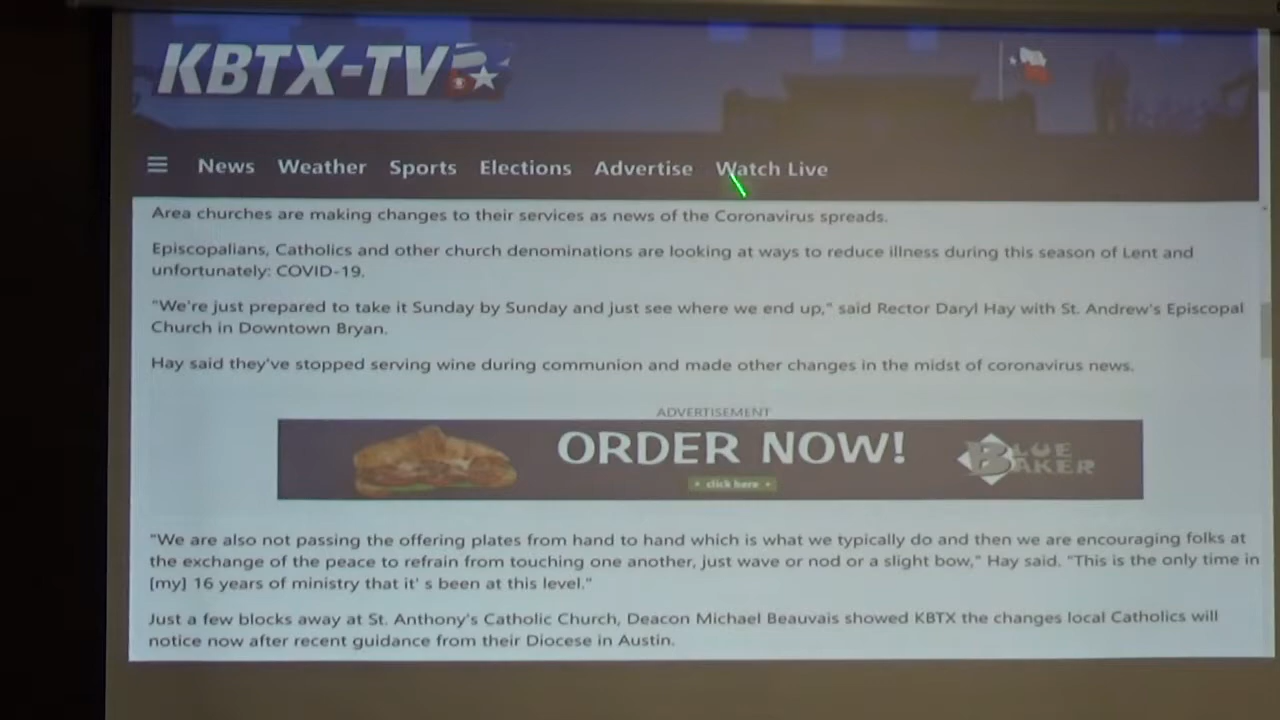 KBTX-TV
News Weather Sports Elections Advertise Watch Live
Area churches are making changes to their services as news of the Coronavirus spreads.
Episcopalians, Catholics and other church denominations are looking at ways to reduce illness during this season of Lent and
unfortunately: COVID-19.
"We're just prepared to take it Sunday by Sunday and just see where we end up," said Rector Daryl Hay with St. Andrew's Episcopal
Church in Downtown Bryan.
Hay said they've stopped serving wine during communion and made other changes in the midst of coronavirus news.
ADVERTISEMENT
ORDER NOW!
• click here •
BLUE
BAKER
"We are also not passing the offering plates from hand to hand which is what we typically do and then we are encouraging folks at
the exchange of the peace to refrain from touching one another, just wave or nod or a slight bow," Hay said. "This is the only time in
[my] 16 years of ministry that it' s been at this level."
Just a few blocks away at St. Anthony's Catholic Church, Deacon Michael Beauvais showed KBTX the changes local Catholics will
notice now after recent guidance from their Diocese in Austin.